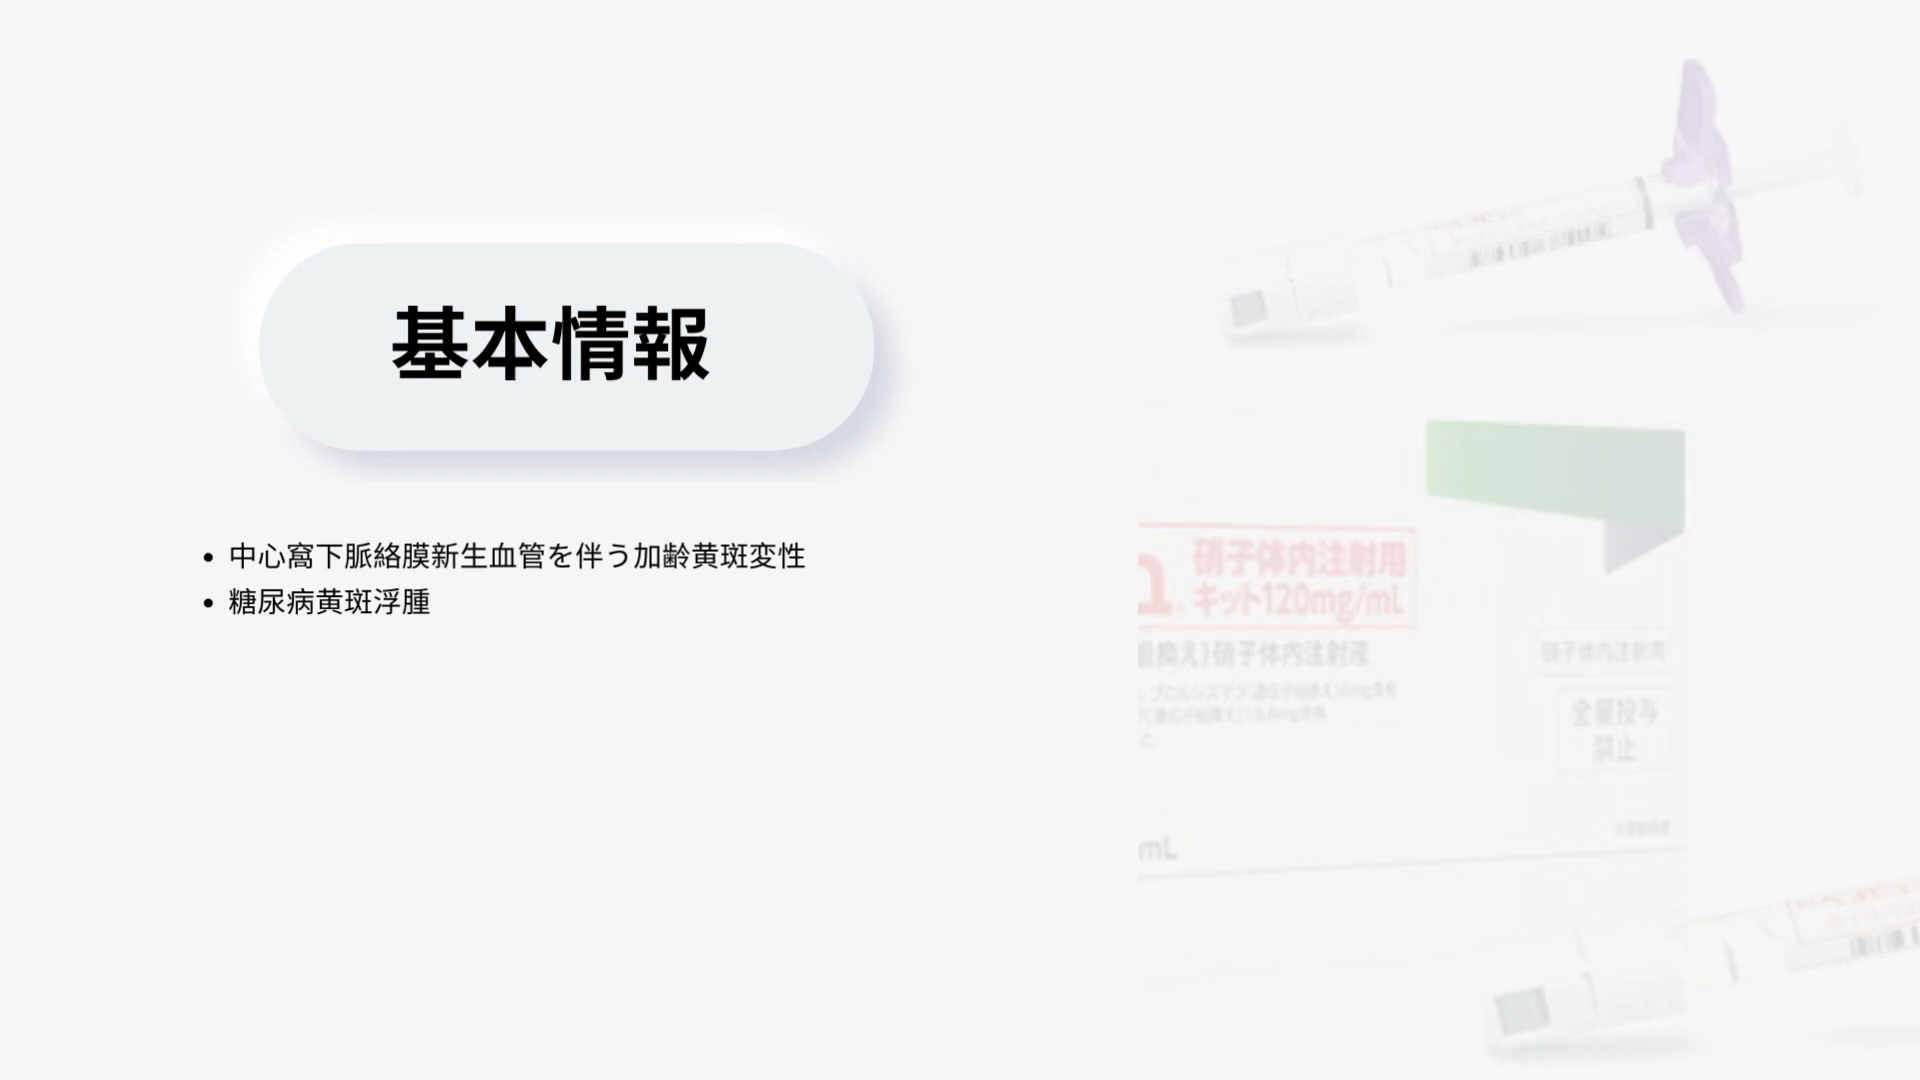 基本情報
• 中心窩下脈絡膜新生血管を伴う加齢黄斑変性
• 糖尿病黄斑浮腫
硝子体内注射用
キット120mg/mL
組換え)硝子体内注射液
硝子体内注射用
全量投与
禁止
mL